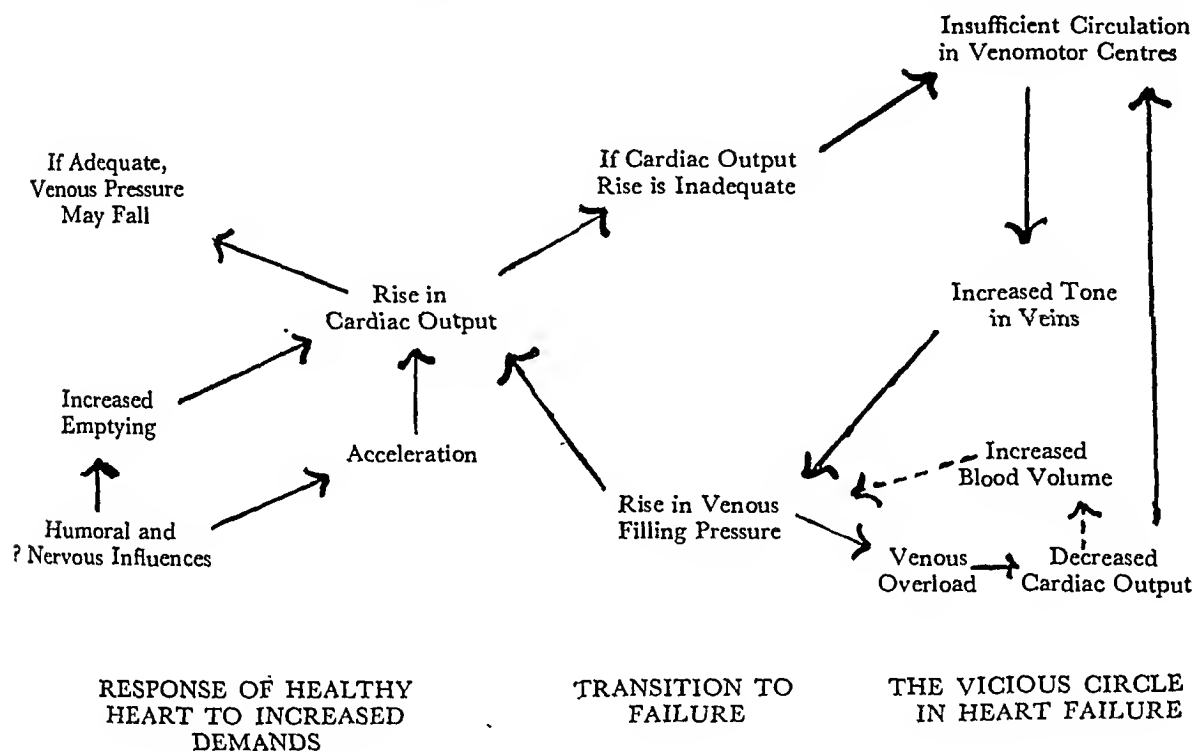 Insufficient Circulation
in Venomotor Centres
If Adequate,
Venous Pressure
May Fall
If Cardiac Output
Rise is Inadequate
Rise in
Cardiac Output
Increased Tone
in Veins
Increased
Emptying
Acceleration
Increased
Blood Volume
Rise in Venous
Filling Pressure
Humoral and
? Nervous Influences
Venous
Overload
Decreased
Cardiac Output
RESPONSE OF HEALTHY
HEART TO INCREASED
DEMANDS
TRANSITION TO
FAILURE
THE VICIOUS CIRCLE
IN HEART FAILURE